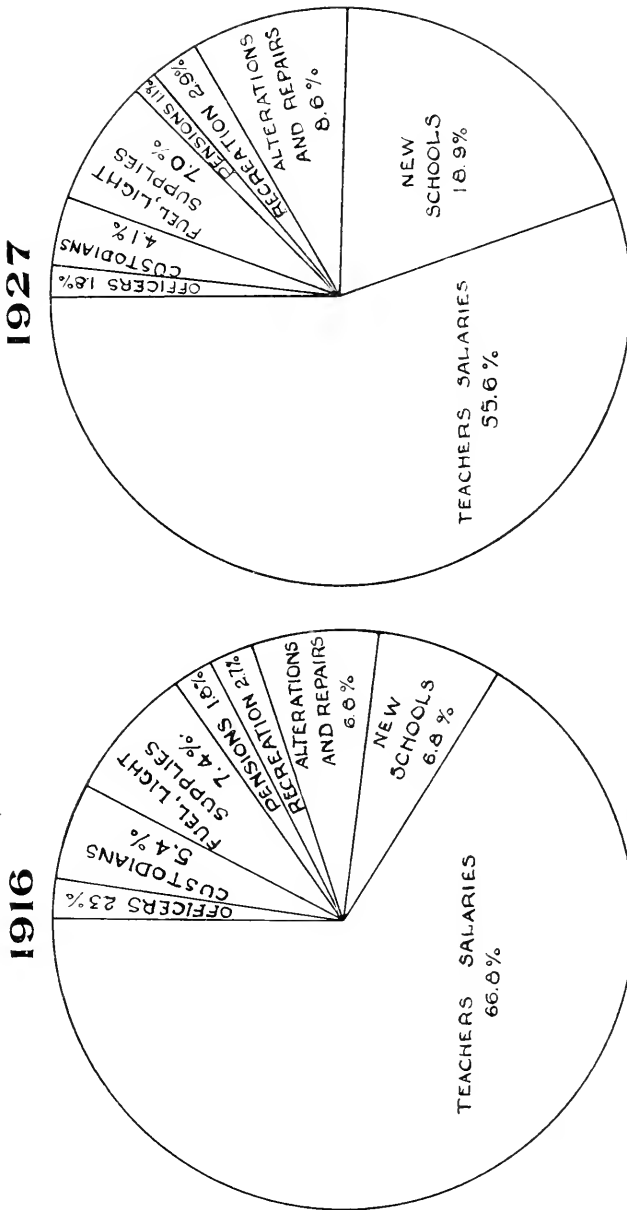 1916
OFFICERS 23%
CUSTODIANS
5.4%
FUEL, LIGHT
SUPPLIES
7.4%
PENSIONS 1.8%
RECREATION 2.7%
ALTERATIONS
AND REPAIRS
6.8%
NEW
SCHOOLS
6.8%
TEACHERS SALARIES
66.8%
1927
OFFICERS 1.8%
CUSTODIANS
4.1%
FUEL, LIGHT
SUPPLIES
7.0%
PENSIONS 1.1%
RECREATION 2.9%
ALTERATIONS
AND REPAIRS
8.6%
NEW
SCHOOLS
18.9%
TEACHERS SALARIES
55.6%